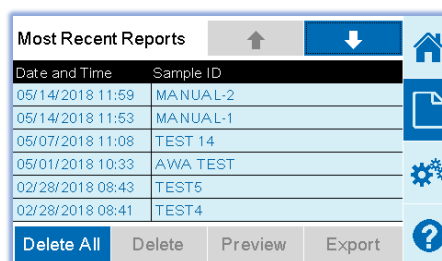 Most Recent Reports
Date and Time Sample ID
05/14/2018 11:59 MANUAL-2
05/14/2018 11:53 MANUAL-1
05/07/2018 11:08 TEST 14
05/01/2018 10:33 AWA TEST
02/28/2018 08:43 TEST5
02/28/2018 08:41 TEST4
Delete All Delete Preview Export ?